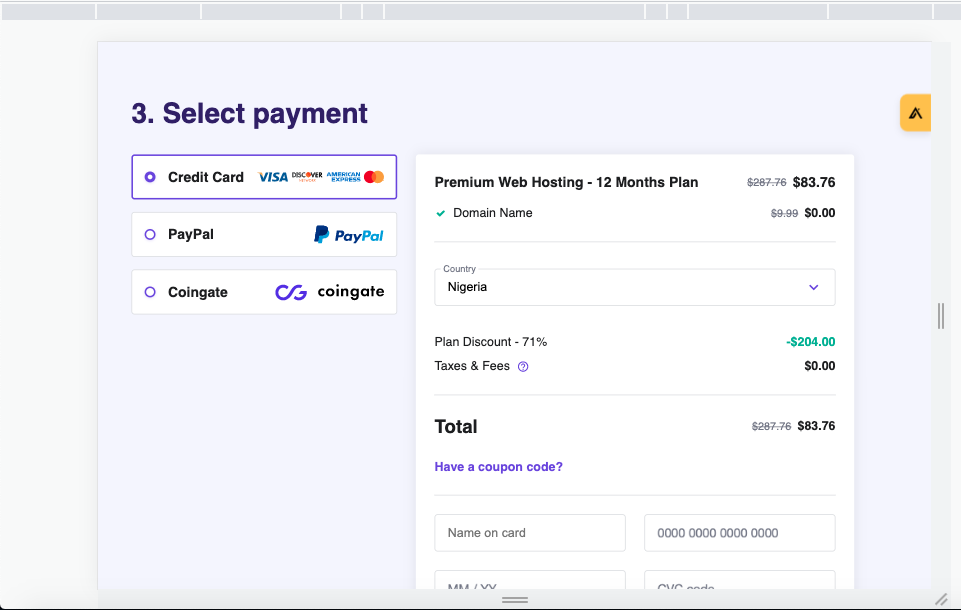 3. Select payment
Credit Card VISA DISCOVER AMERICAN EXPRESS
PayPal PayPal
Coingate coingate
Premium Web Hosting - 12 Months Plan $287.76 $83.76
Domain Name $9.99 $0.00
Country
Nigeria
Plan Discount - 71% -$204.00
Taxes & Fees $0.00
Total $287.76 $83.76
Have a coupon code?
Name on card 0000 0000 0000 0000
MM / YY CVC code